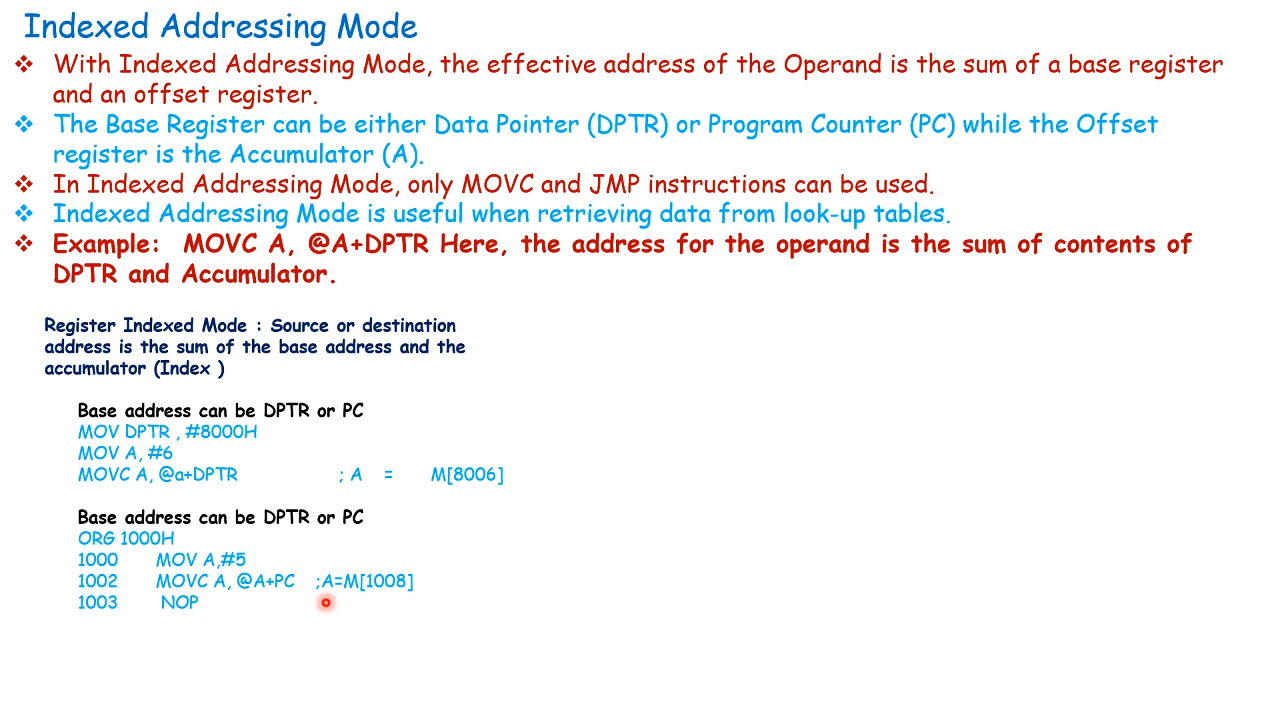 Indexed Addressing Mode
❖ With Indexed Addressing Mode, the effective address of the Operand is the sum of a base register
and an offset register.
❖ The Base Register can be either Data Pointer (DPTR) or Program Counter (PC) while the Offset
register is the Accumulator (A).
❖ In Indexed Addressing Mode, only MOVC and JMP instructions can be used.
❖ Indexed Addressing Mode is useful when retrieving data from look-up tables.
❖ Example: MOVC A, @A+DPTR Here, the address for the operand is the sum of contents of
DPTR and Accumulator.
Register Indexed Mode : Source or destination
address is the sum of the base address and the
accumulator (Index )
Base address can be DPTR or PC
MOV DPTR , #8000H
MOV A, #6
MOVC A, @a+DPTR ; A = M[8006]
Base address can be DPTR or PC
ORG 1000H
1000 MOV A,#5
1002 MOVC A, @A+PC ;A=M[1008]
1003 NOP